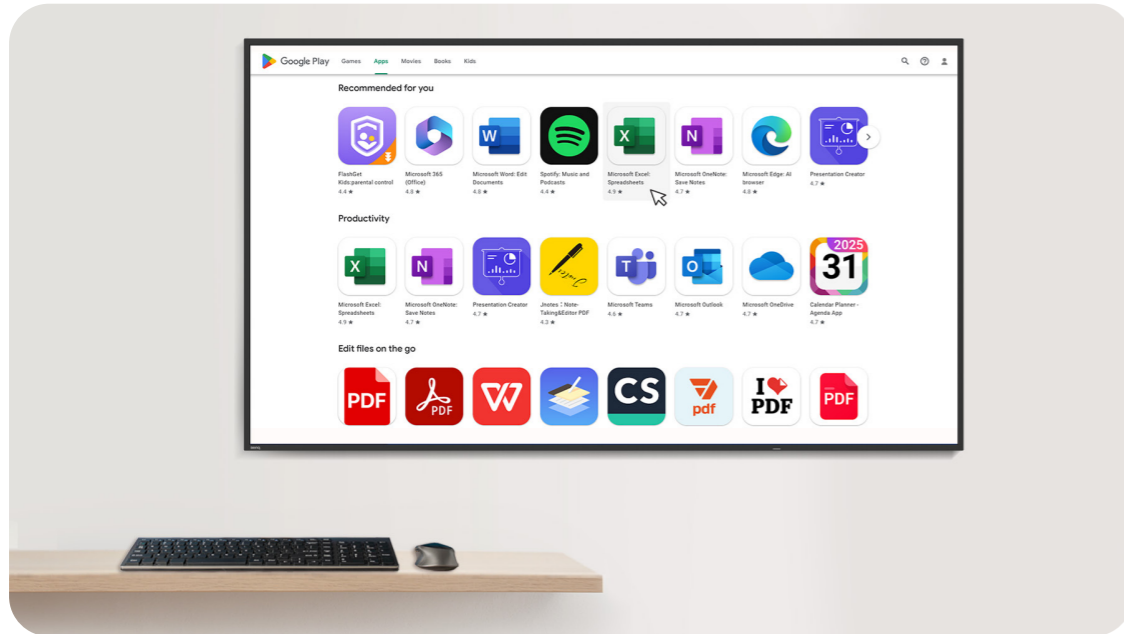 Google Play Games Apps Movies Books Kids
Recommended for you
W X N
FlashGet Kids:parental control 4.4 ★
Microsoft 365 (Office) 4.8 ★
Microsoft Word: Edit Documents 4.8 ★
Spotify: Music and Podcasts 4.4 ★
Microsoft Excel: Spreadsheets 4.9 ★
Microsoft OneNote: Save Notes 4.7 ★
Microsoft Edge: AI browser 4.8 ★
Presentation Creator 4.7 ★
Productivity
X N Jnotes T O 2025
31
Microsoft Excel: Spreadsheets 4.9 ★
Microsoft OneNote: Save Notes 4.7 ★
Presentation Creator 4.7 ★
Jnotes : Note-Taking&Editor PDF 4.3 ★
Microsoft Teams 4.6 ★
Microsoft Outlook 4.7 ★
Microsoft OneDrive 4.7 ★
Calendar Planner - Agenda App 4.7 ★
Edit files on the go
PDF PDF W CS pdf I PDF PDF